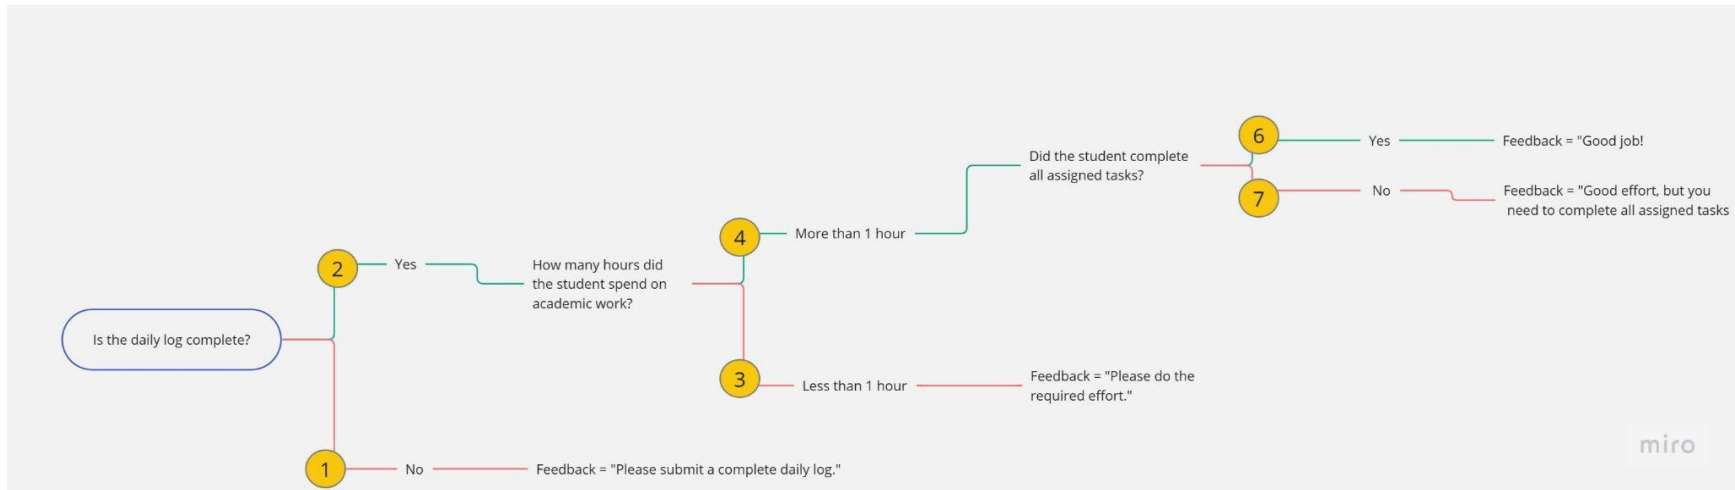 Is the daily log complete?
2
Yes
1
No
Feedback = "Please submit a complete daily log."
How many hours did
the student spend on
academic work?
4
More than 1 hour
3
Less than 1 hour
Feedback = "Please do the
required effort."
Did the student complete
all assigned tasks?
6
Yes
Feedback = "Good job!
7
No
Feedback = "Good effort, but you
need to complete all assigned tasks
miro